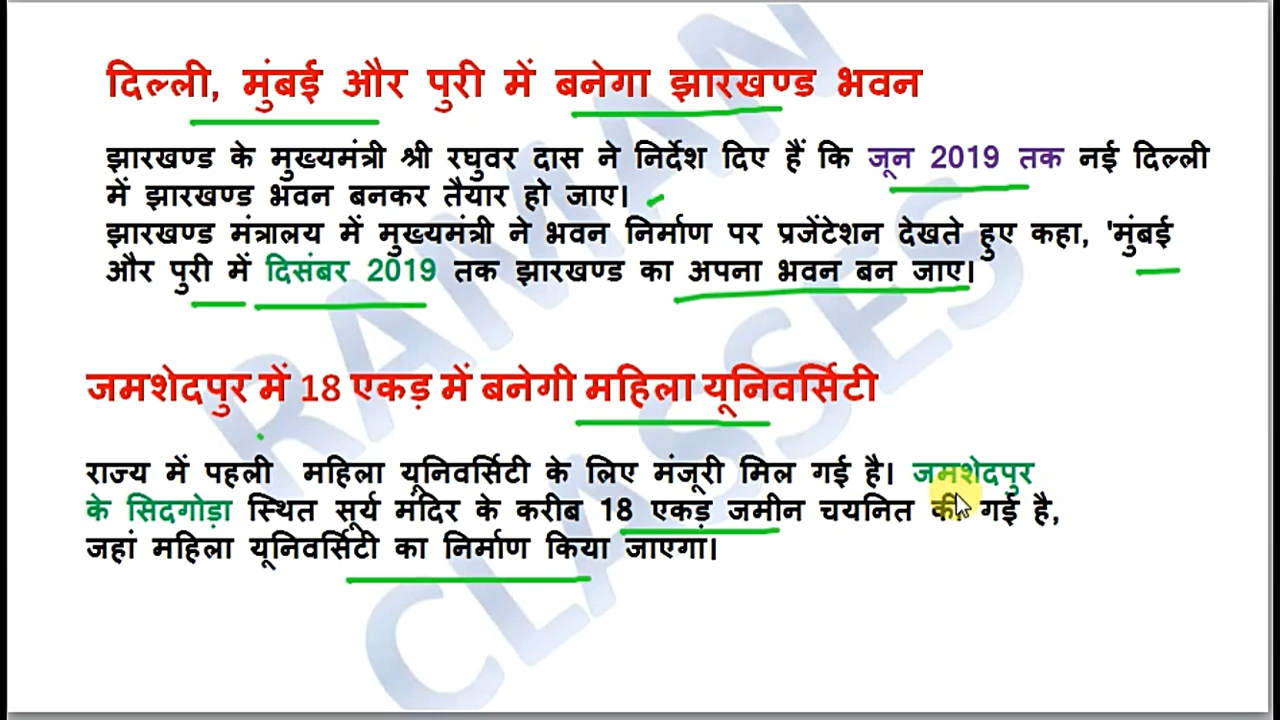 दिल्ली, मुंबई और पुरी में बनेगा झारखण्ड भवन
झारखण्ड के मुख्यमंत्री श्री रघुवर दास ने निर्देश दिए हैं कि जून 2019 तक नई दिल्ली
में झारखण्ड भवन बनकर तैयार हो जाए।
झारखण्ड मंत्रालय में मुख्यमंत्री ने भवन निर्माण पर प्रजेंटेशन देखते हुए कहा, 'मुंबई
और पुरी में दिसंबर 2019 तक झारखण्ड का अपना भवन बन जाए।
जमशेदपुर में 18 एकड़ में बनेगी महिला यूनिवर्सिटी
राज्य में पहली महिला यूनिवर्सिटी के लिए मंजूरी मिल गई है। जमशेदपुर
के सिदगोड़ा स्थित सूर्य मंदिर के करीब 18 एकड़ जमीन चयनित की गई है,
जहां महिला यूनिवर्सिटी का निर्माण किया जाएगा।
RAMAN
CLASSES